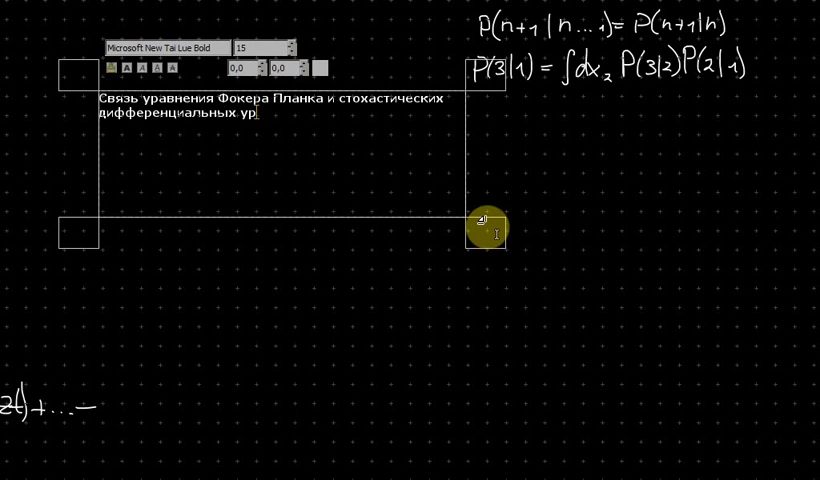 P(n+1|n...1)= P(n+1|n)
Microsoft New Tai Lue Bold 15
A A A A A 0,0 0,0
P(3|1) = ∫dx₂ P(3|2)P(2|1)
Связь уравнения Фокера Планка и стохастических
дифференциальных ур
z()+...-